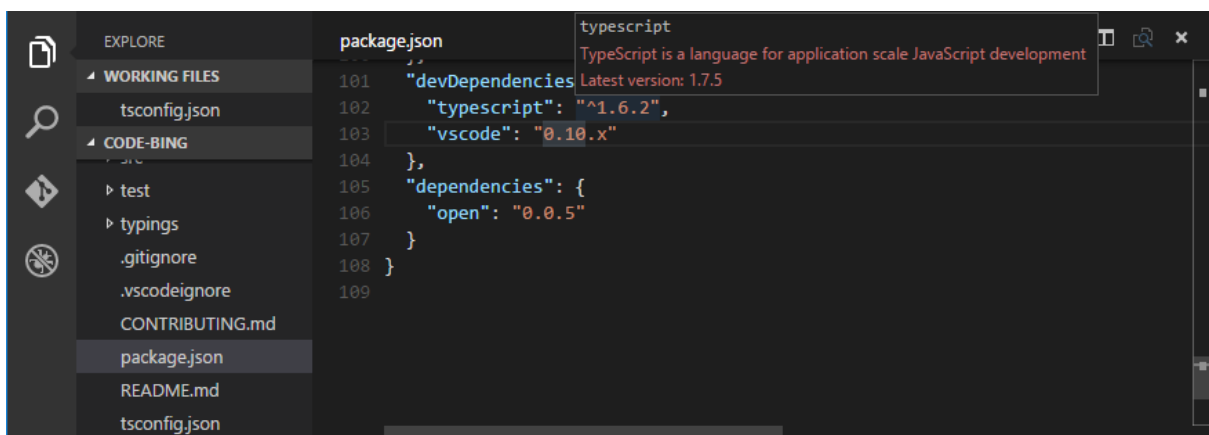 EXPLORE
WORKING FILES
tsconfig.json
CODE-BING
test
typings
.gitignore
.vscodeignore
CONTRIBUTING.md
package.json
README.md
tsconfig.json
package.json
typescript
TypeScript is a language for application scale JavaScript development
Latest version: 1.7.5
101 "devDependencies
102 "typescript": "^1.6.2",
103 "vscode": "0.10.x"
104 },
105 "dependencies": {
106 "open": "0.0.5"
107 }
108 }
109